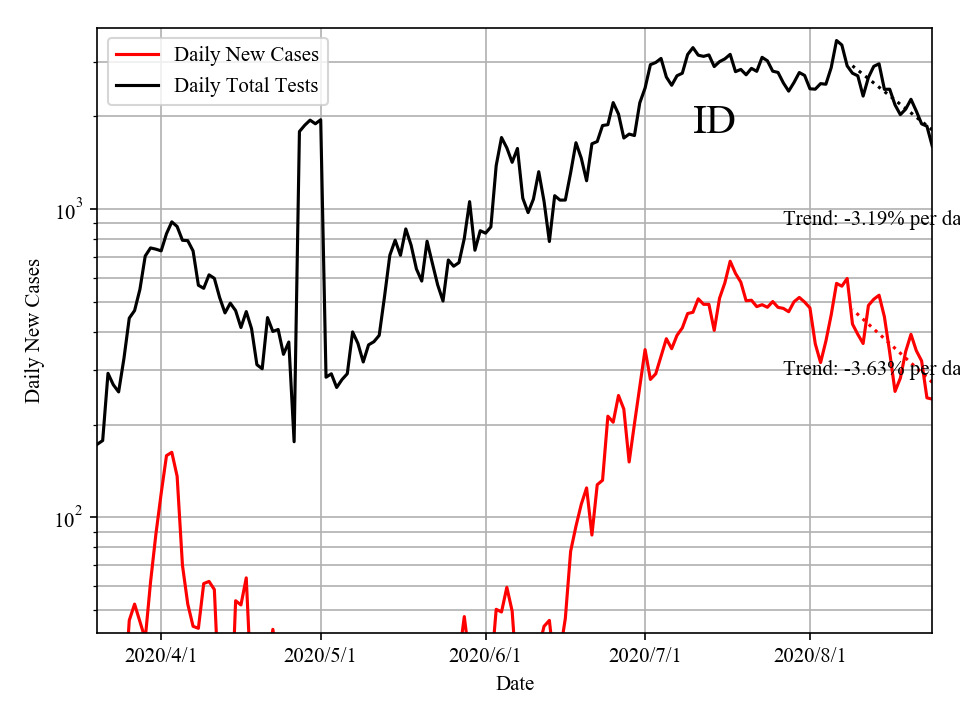 Daily New Cases
Daily Total Tests
ID
Trend: -3.19% per da
Trend: -3.63% per da
Daily New Cases
10³
10²
2020/4/1
2020/5/1
2020/6/1
2020/7/1
2020/8/1
Date